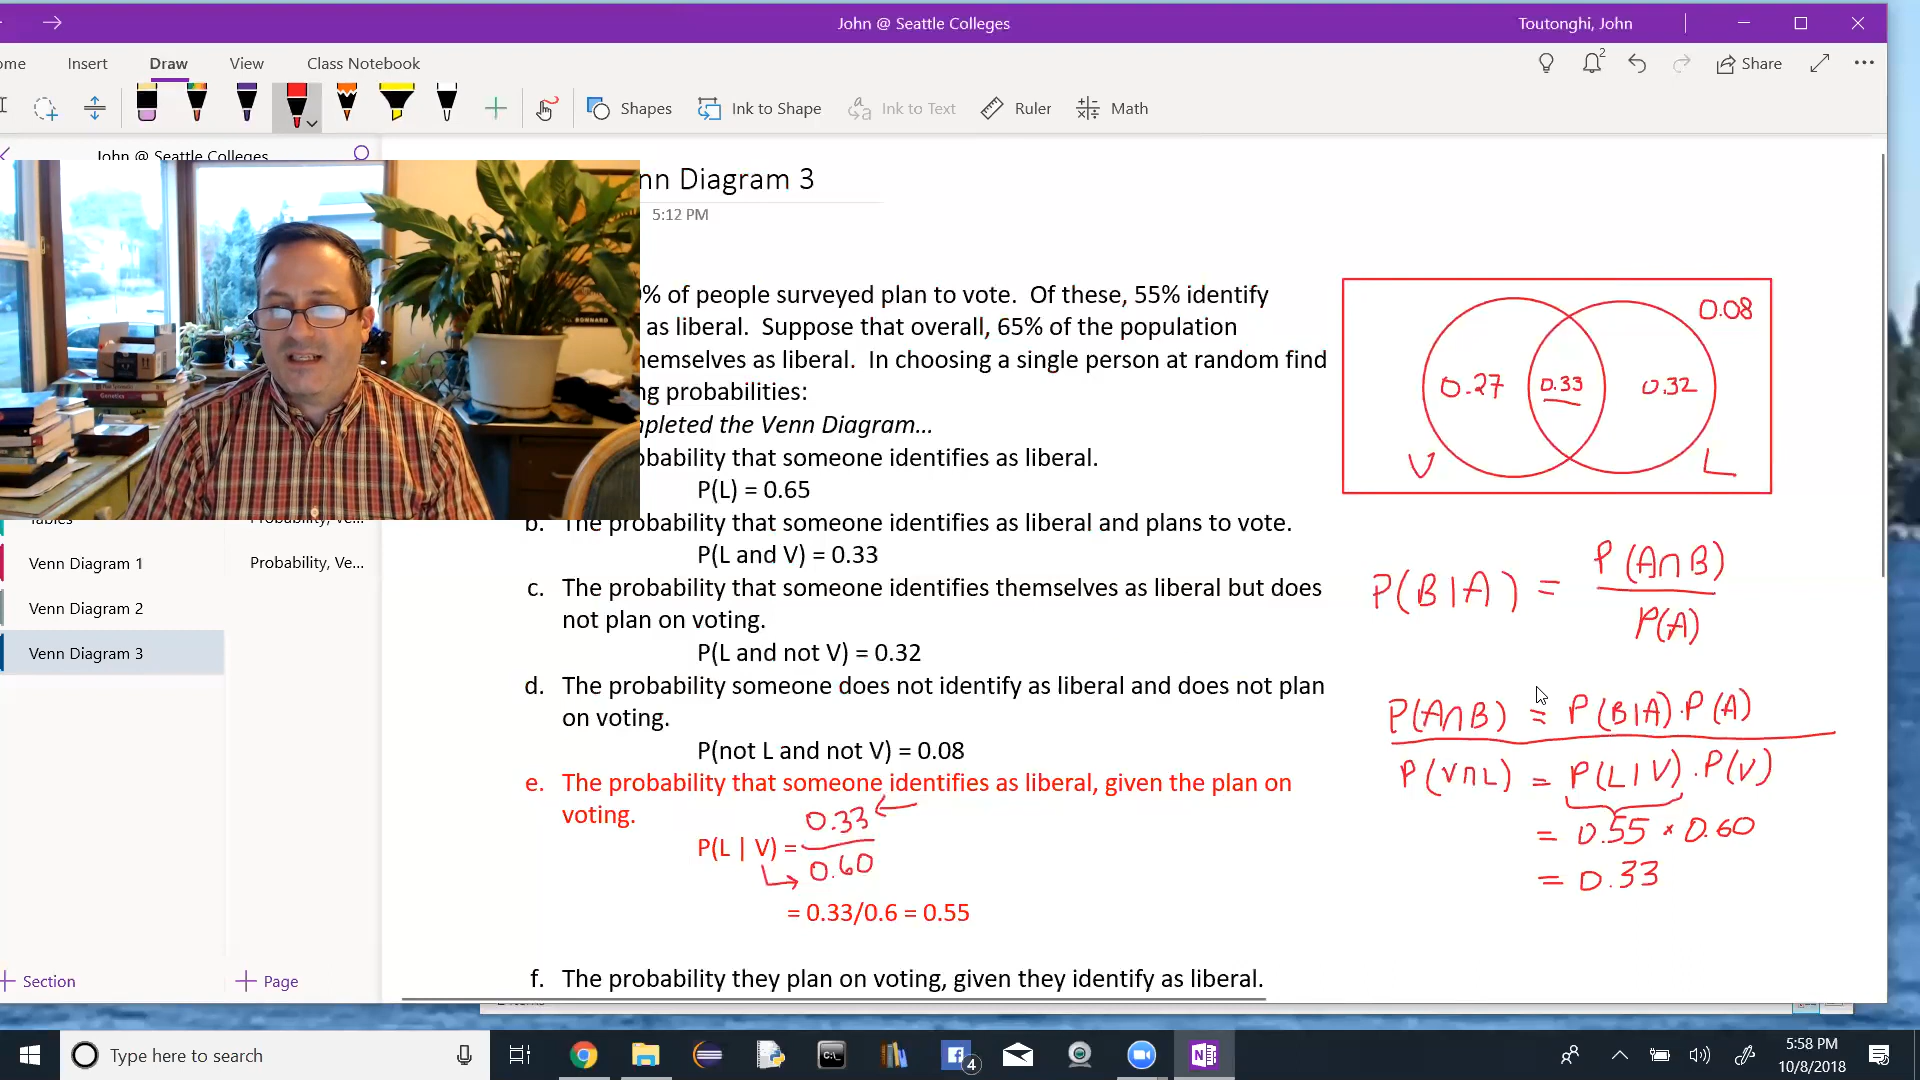 John @ Seattle Colleges
Toutonghi, John
ome Insert Draw View Class Notebook
2
Share
Shapes Ink to Shape Ink to Text Ruler Math
John @ Seattle Colleges
nn Diagram 3
5:12 PM
% of people surveyed plan to vote. Of these, 55% identify
as liberal. Suppose that overall, 65% of the population
hemselves as liberal. In choosing a single person at random find
ng probabilities:
pleted the Venn Diagram...
bability that someone identifies as liberal.
P(L) = 0.65
b. The probability that someone identifies as liberal and plans to vote.
P(L and V) = 0.33
c. The probability that someone identifies themselves as liberal but does
not plan on voting.
P(L and not V) = 0.32
d. The probability someone does not identify as liberal and does not plan
on voting.
P(not L and not V) = 0.08
e. The probability that someone identifies as liberal, given the plan on
voting.
P(L | V) = 0.33
0.60
= 0.33/0.6 = 0.55
f. The probability they plan on voting, given they identify as liberal.
0.08
0.27 0.33 0.32
V L
P(B|A) = P(A∩B)
P(A)
P(A∩B) = P(B|A)·P(A)
P(V∩L) = P(L|V)·P(V)
= 0.55 × 0.60
= 0.33
Tables
Probability, Ve...
Venn Diagram 1
Probability, Ve...
Venn Diagram 2
Venn Diagram 3
+ Section
+ Page
Type here to search
C:\
4
N
5:58 PM
10/8/2018